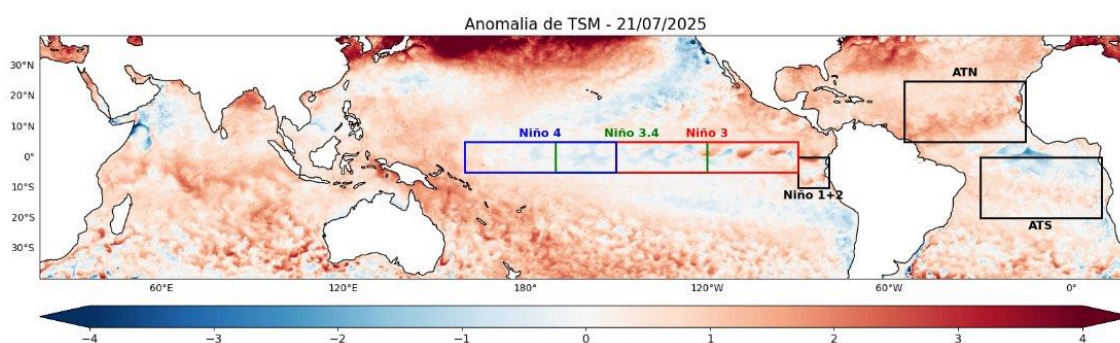 Anomalia de TSM - 21/07/2025
30°N
20°N
10°N
0°
10°S
20°S
30°S
ATN
Niño 4
Niño 3.4
Niño 3
Niño 1+2
ATS
60°E
120°E
180°
120°W
60°W
0°
−4
−3
−2
−1
0
1
2
3
4